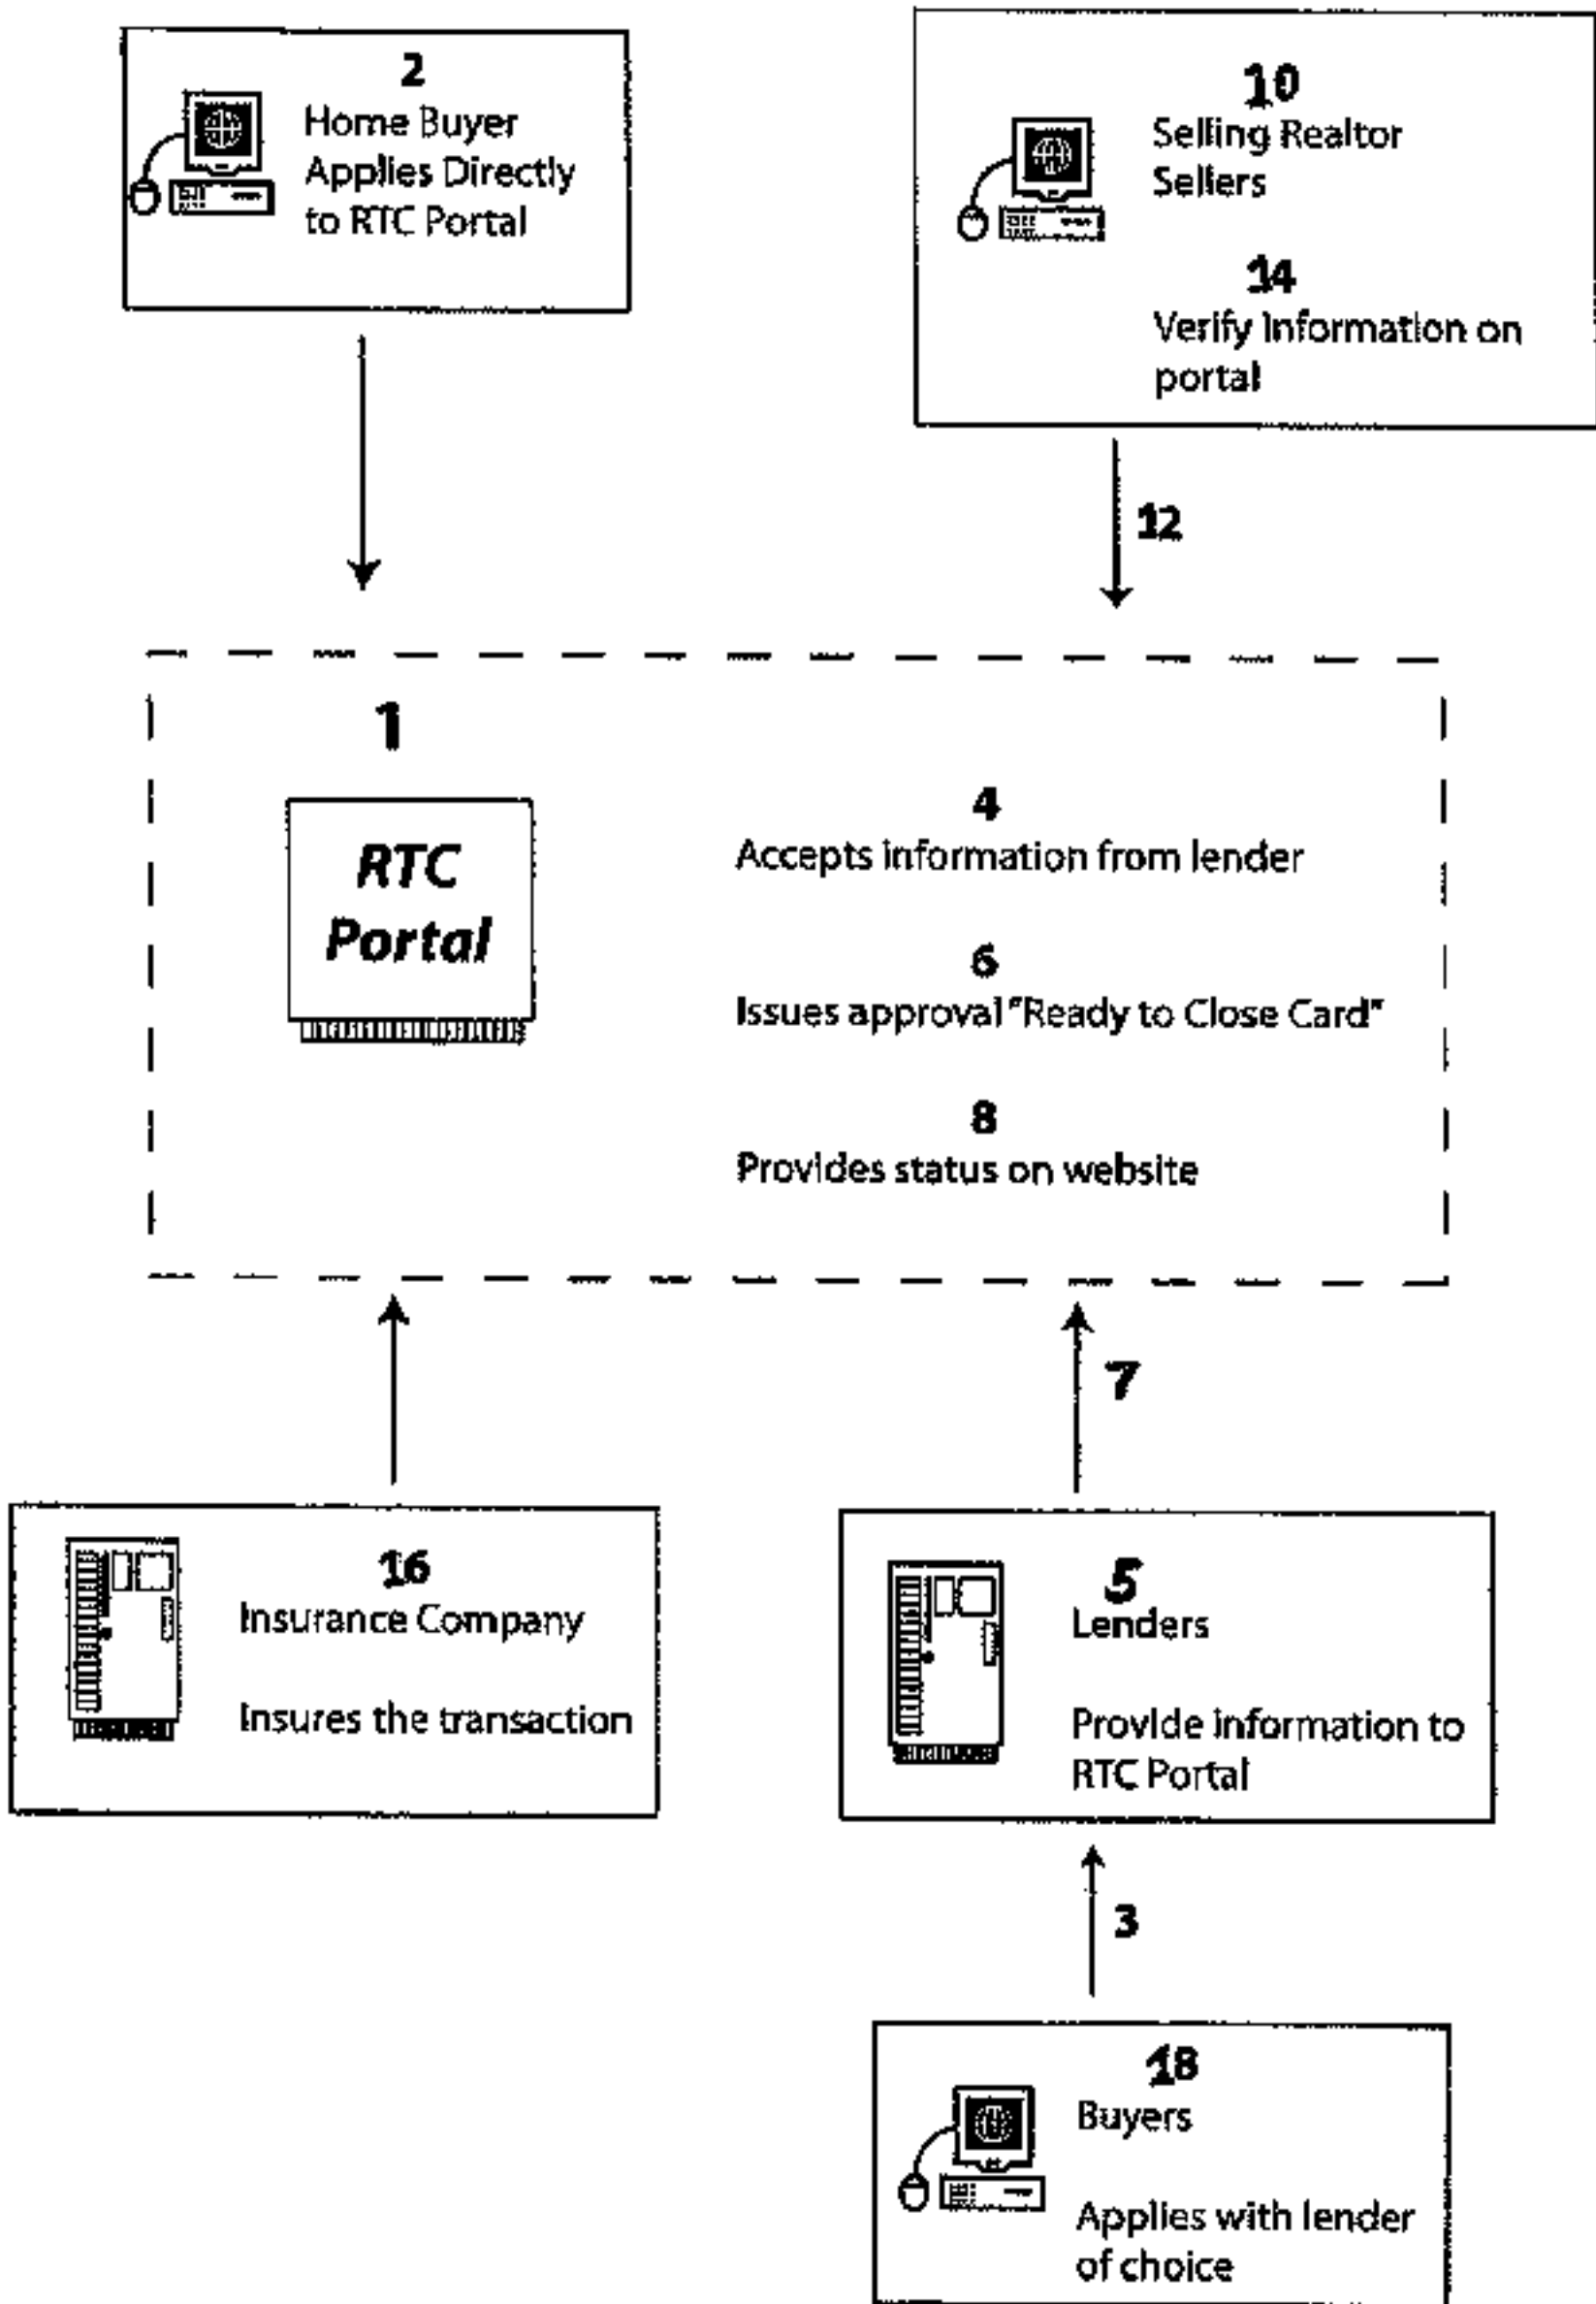 2
Home Buyer
Applies Directly
to RTC Portal
10
Selling Realtor
Sellers
14
Verify Information on
portal
12
1
RTC
Portal
4
Accepts information from lender
6
Issues approval "Ready to Close Card"
8
Provides status on website
7
16
Insurance Company
Insures the transaction
5
Lenders
Provide information to
RTC Portal
3
18
Buyers
Applies with lender
of choice